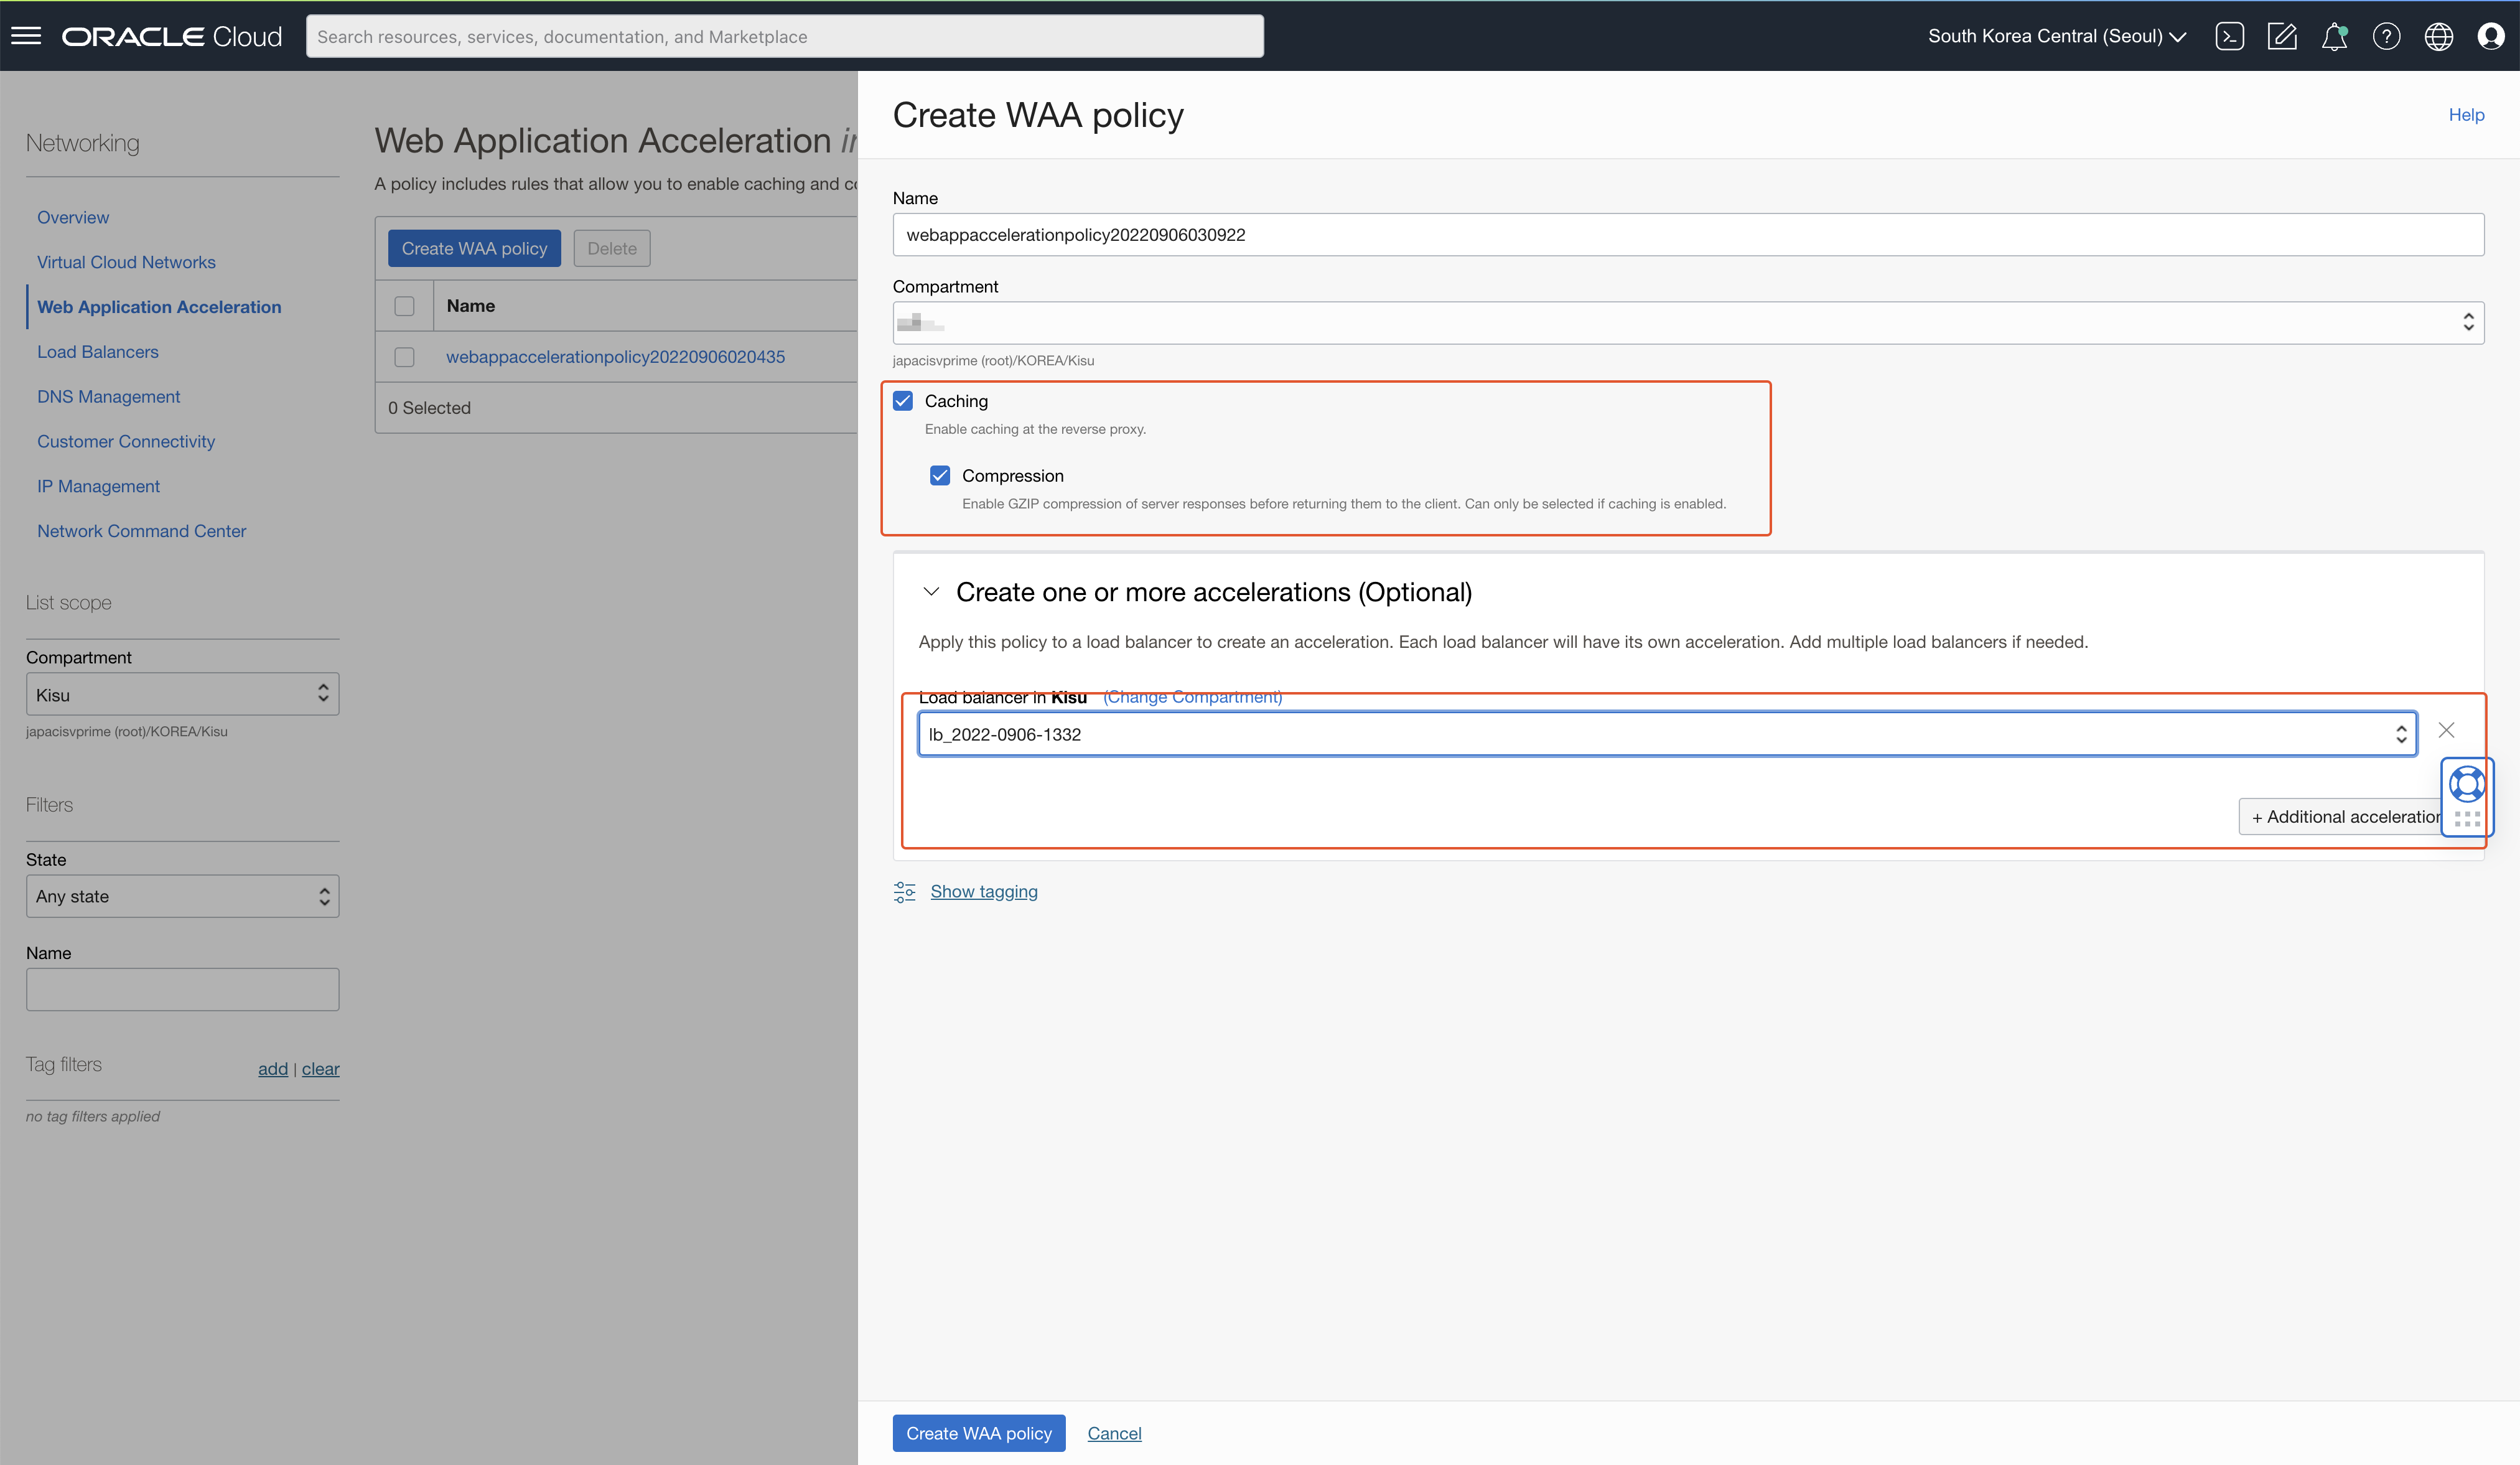 ORACLE Cloud
Search resources, services, documentation, and Marketplace
South Korea Central (Seoul)
Networking
Overview
Virtual Cloud Networks
Web Application Acceleration
Load Balancers
DNS Management
Customer Connectivity
IP Management
Network Command Center
List scope
Compartment
Kisu
japacisvprime (root)/KOREA/Kisu
Filters
State
Any state
Name
Tag filters
add | clear
no tag filters applied
Web Application Acceleration
A policy includes rules that allow you to enable caching and
Create WAA policy
Delete
Name
webappaccelerationpolicy20220906020435
0 Selected
Create WAA policy
Help
Name
webappaccelerationpolicy20220906030922
Compartment
japacisvprime (root)/KOREA/Kisu
Caching
Enable caching at the reverse proxy.
Compression
Enable GZIP compression of server responses before returning them to the client. Can only be selected if caching is enabled.
Create one or more accelerations (Optional)
Apply this policy to a load balancer to create an acceleration. Each load balancer will have its own acceleration. Add multiple load balancers if needed.
Load balancer in Kisu (Change Compartment)
lb_2022-0906-1332
+ Additional acceleration
Show tagging
Create WAA policy
Cancel